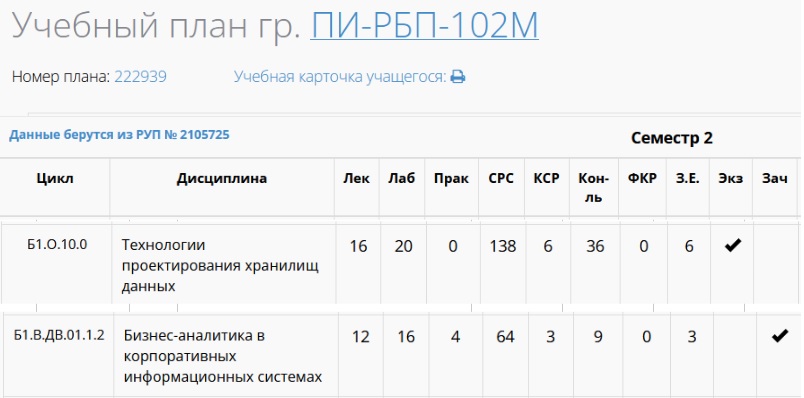 Учебный план гр. ПИ-РБП-102М
Номер плана: 222939 Учебная карточка учащегося:
Данные берутся из РУП № 2105725 Семестр 2
Цикл Дисциплина Лек Лаб Прак СРС КСР Кон-
ль ФКР З.Е. Экз Зач
Б1.О.10.0 Технологии 16 20 0 138 6 36 0 6 ✔
проектирования хранилищ
данных
Б1.В.ДВ.01.1.2 Бизнес-аналитика в 12 16 4 64 3 9 0 3 ✔
корпоративных
информационных системах